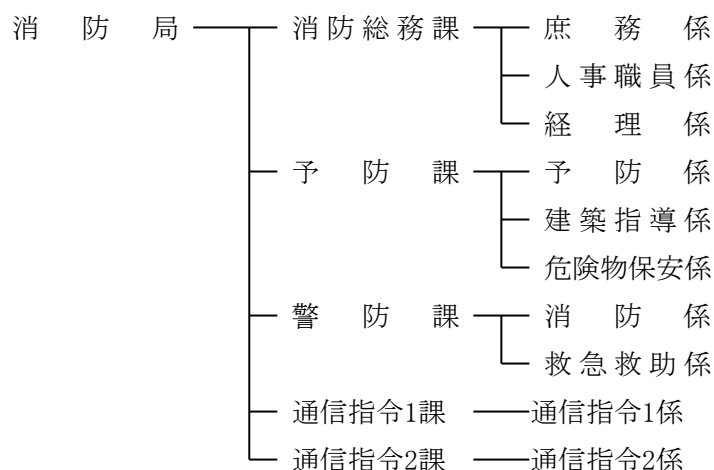 消防局 消防総務課 庶務係
人事職員係
経理係
予防課 予防係
建築指導係
危険物保安係
警防課 消防係
救急救助係
通信指令1課 通信指令1係
通信指令2課 通信指令2係